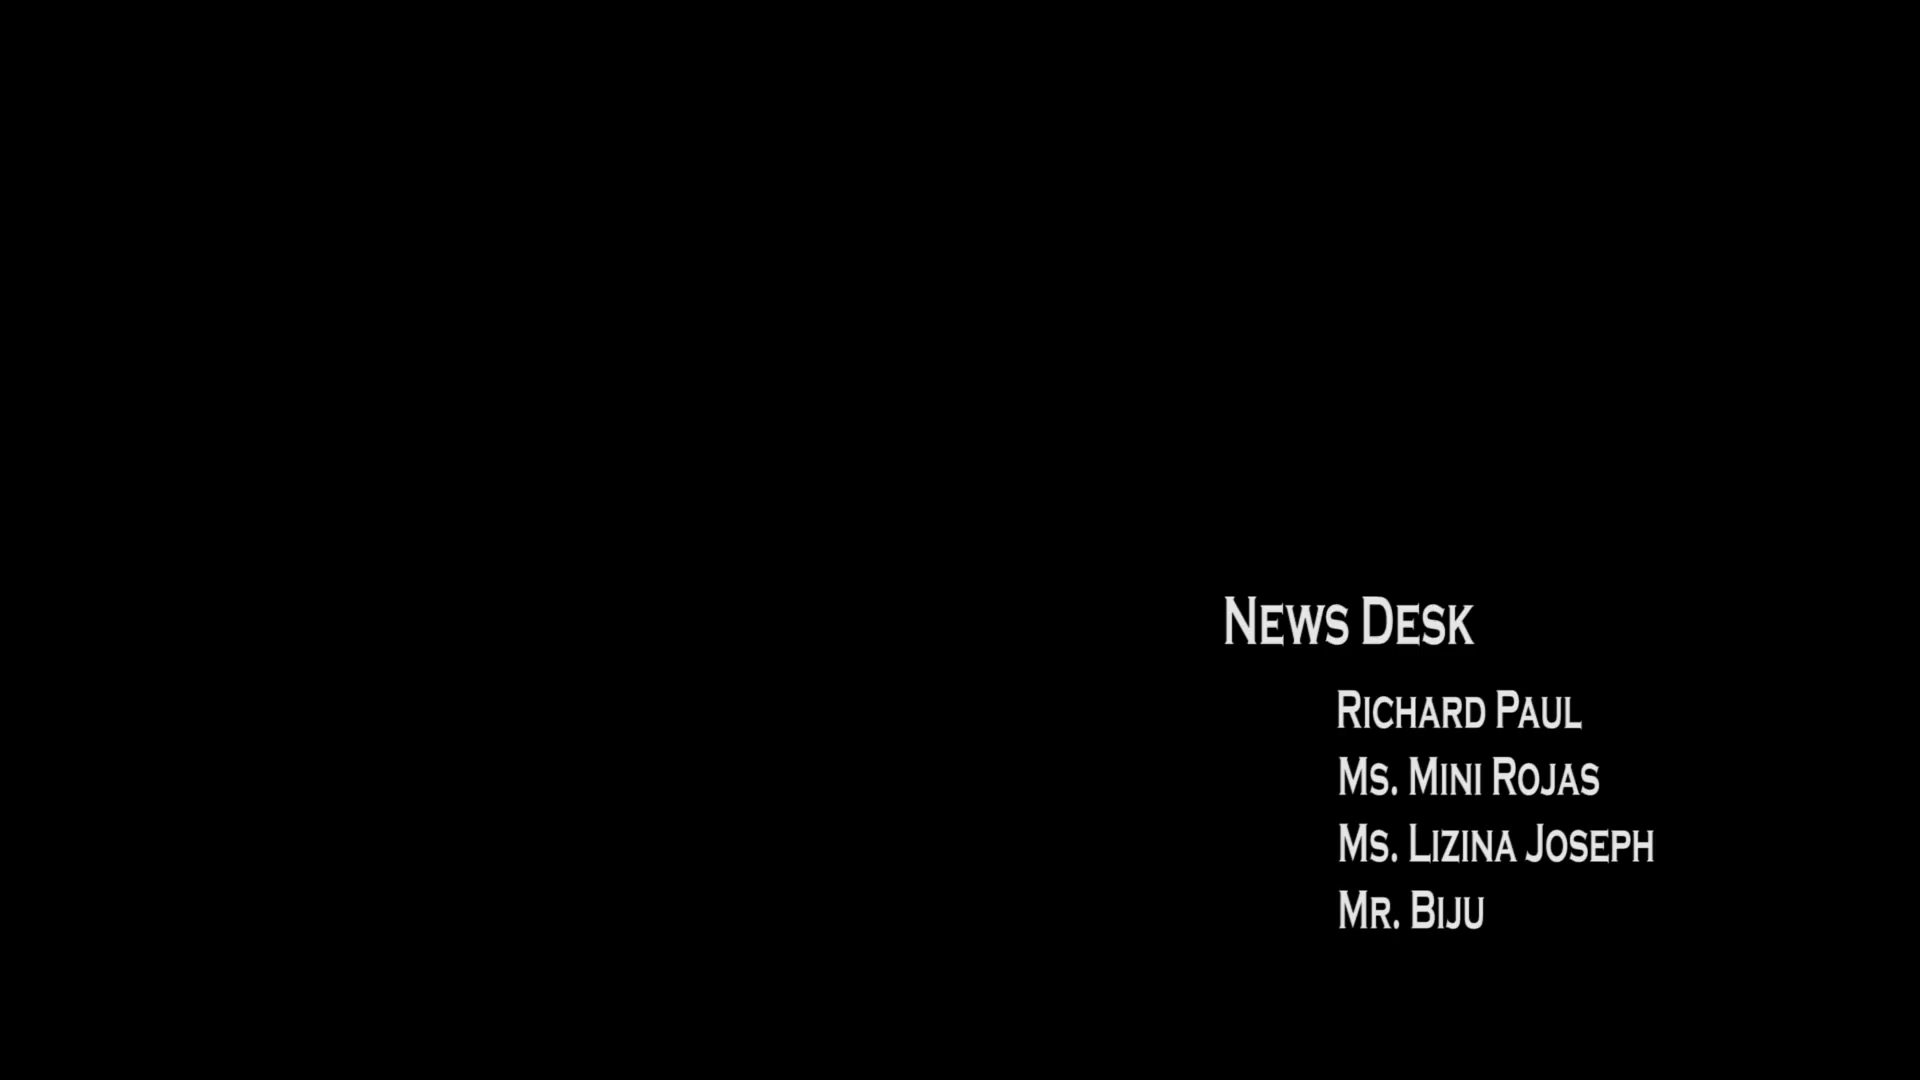 News Desk
Richard Paul
Ms. Mini Rojas
Ms. Lizina Joseph
Mr. Biju